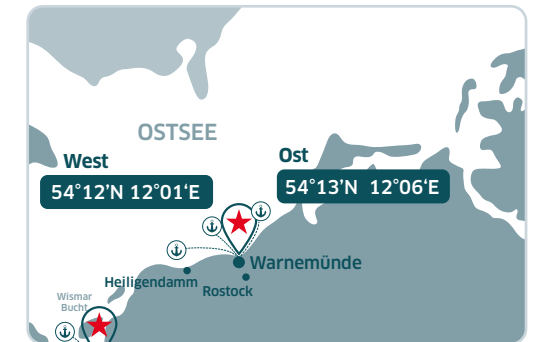 OSTSEE
West
54°12’N 12°01‘E
Ost
54°13’N 12°06‘E
Warnemünde
Heiligendamm
Rostock
Wismar
Bucht